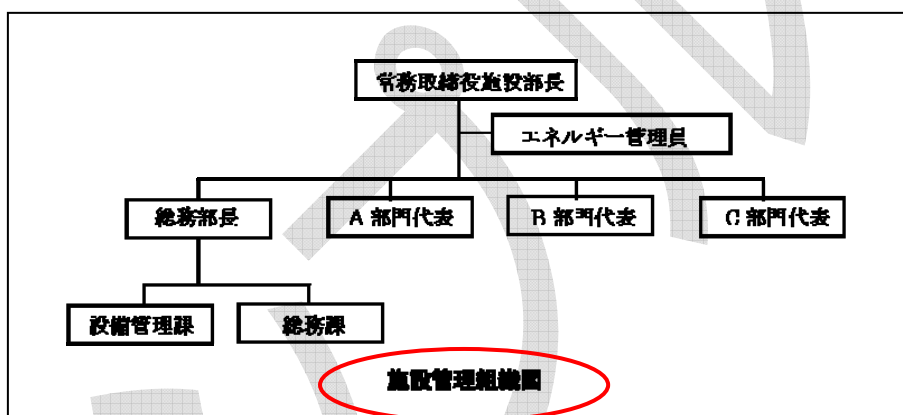 常務取締役施設部長
エネルギー管理員
総務部長
A 部門代表
B 部門代表
C 部門代表
設備管理課
総務課
施設管理組織図